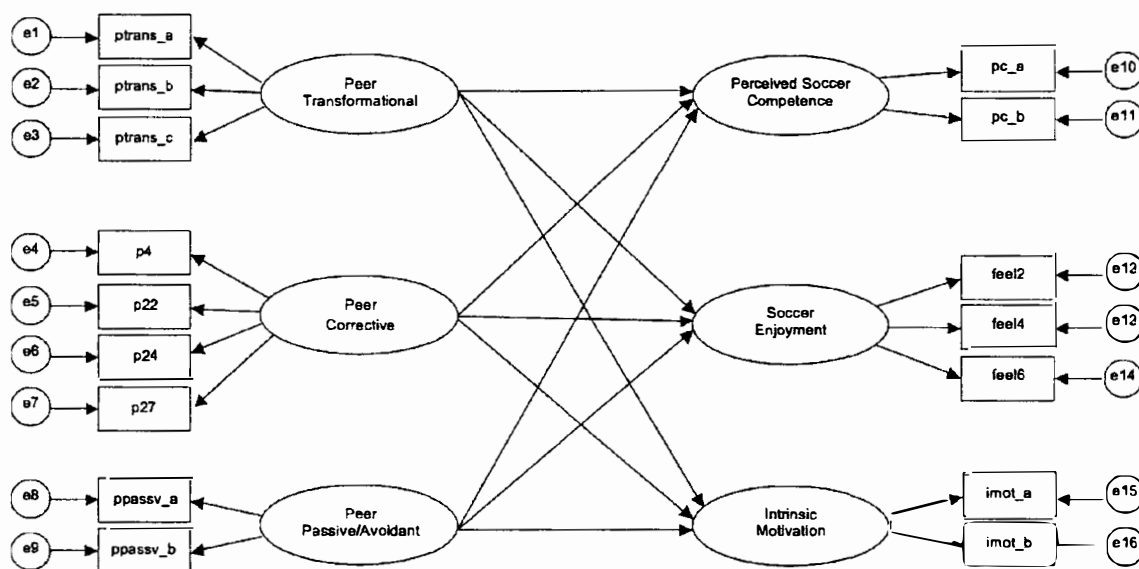 e1
ptrans_a
e2
ptrans_b
e3
ptrans_c
Peer
Transformational
Perceived Soccer
Competence
pc_a
e10
pc_b
e11
e4
p4
e5
p22
e6
p24
e7
p27
Peer
Corrective
Soccer
Enjoyment
feel2
e12
feel4
e12
feel6
e14
e8
ppassv_a
e9
ppassv_b
Peer
Passive/Avoidant
Intrinsic
Motivation
imot_a
e15
imot_b
e16